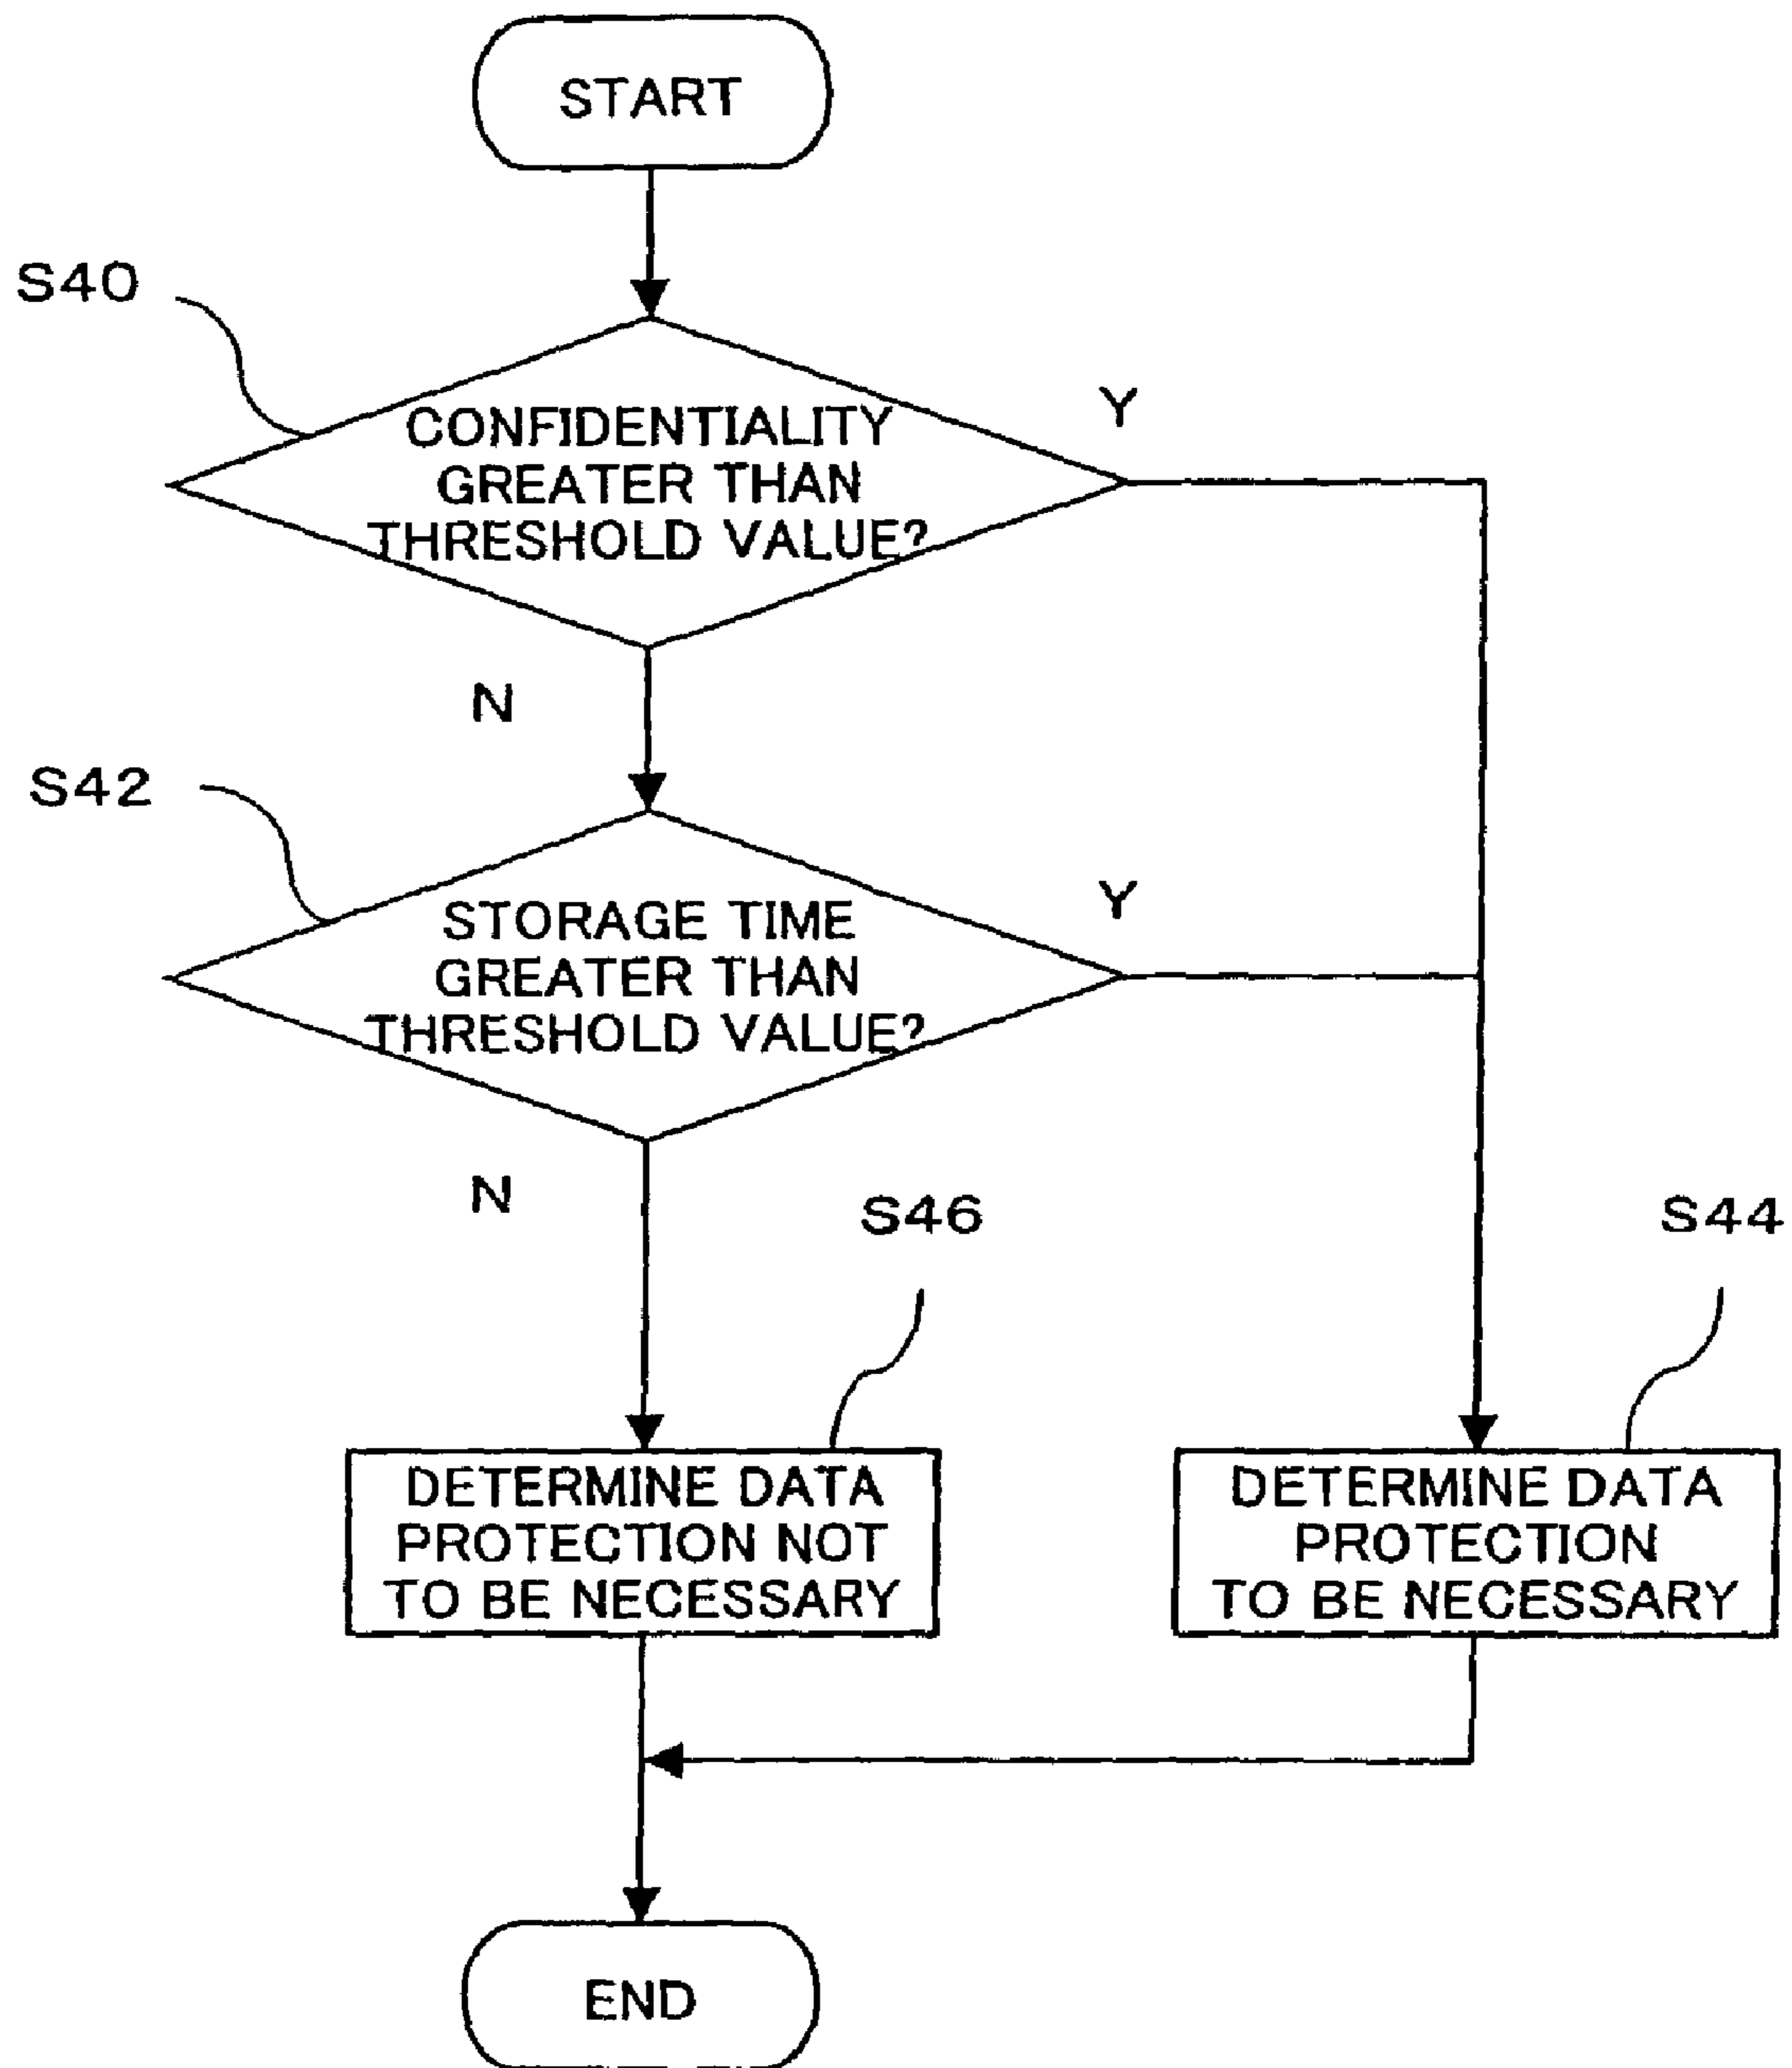 START
S40
CONFIDENTIALITY
GREATER THAN
THRESHOLD VALUE?
Y
N
S42
STORAGE TIME
GREATER THAN
THRESHOLD VALUE?
Y
N
S46
S44
DETERMINE DATA
PROTECTION NOT
TO BE NECESSARY
DETERMINE DATA
PROTECTION
TO BE NECESSARY
END